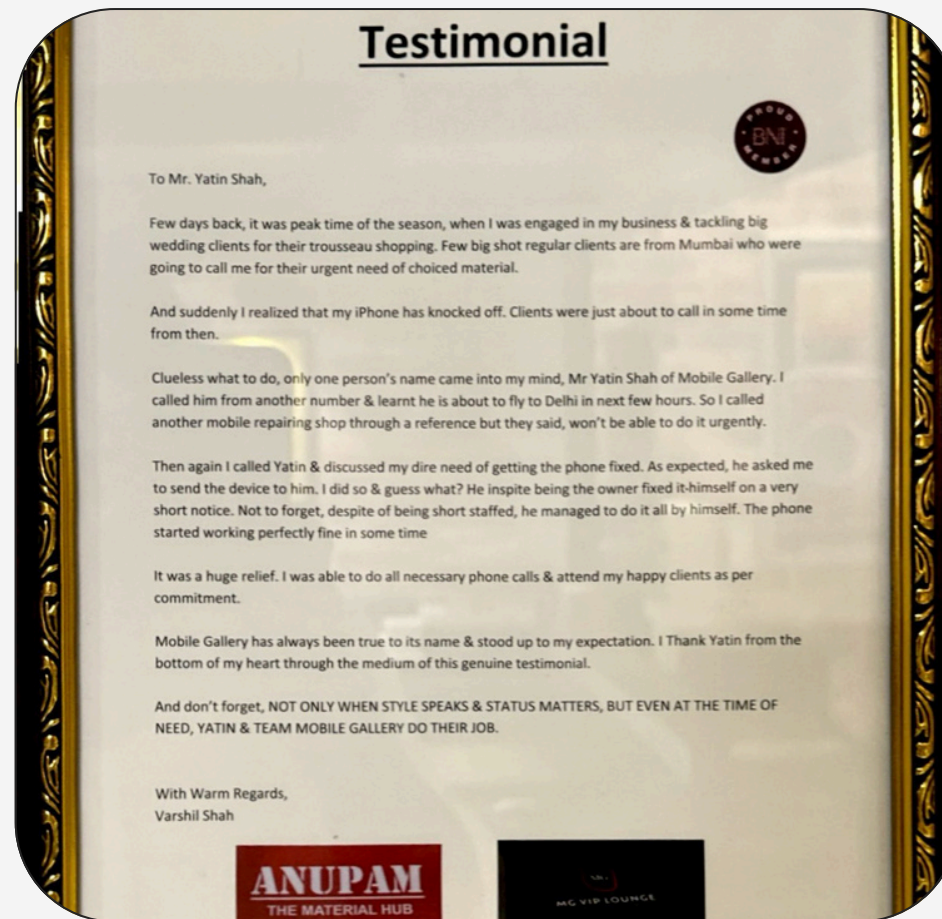 Testimonial
PROUD
BNI
MEMBER
To Mr. Yatin Shah,
Few days back, it was peak time of the season, when I was engaged in my business & tackling big
wedding clients for their trousseau shopping. Few big shot regular clients are from Mumbai who were
going to call me for their urgent need of choiced material.
And suddenly I realized that my iPhone has knocked off. Clients were just about to call in some time
from then.
Clueless what to do, only one person's name came into my mind, Mr Yatin Shah of Mobile Gallery. I
called him from another number & learnt he is about to fly to Delhi in next few hours. So I called
another mobile repairing shop through a reference but they said, won't be able to do it urgently.
Then again I called Yatin & discussed my dire need of getting the phone fixed. As expected, he asked me
to send the device to him. I did so & guess what? He inspite being the owner fixed it-himself on a very
short notice. Not to forget, despite of being short staffed, he managed to do it all by himself. The phone
started working perfectly fine in some time
It was a huge relief. I was able to do all necessary phone calls & attend my happy clients as per
commitment.
Mobile Gallery has always been true to its name & stood up to my expectation. I Thank Yatin from the
bottom of my heart through the medium of this genuine testimonial.
And don't forget, NOT ONLY WHEN STYLE SPEAKS & STATUS MATTERS, BUT EVEN AT THE TIME OF
NEED, YATIN & TEAM MOBILE GALLERY DO THEIR JOB.
With Warm Regards,
Varshil Shah
ANUPAM
THE MATERIAL HUB
MG VIP LOUNGE